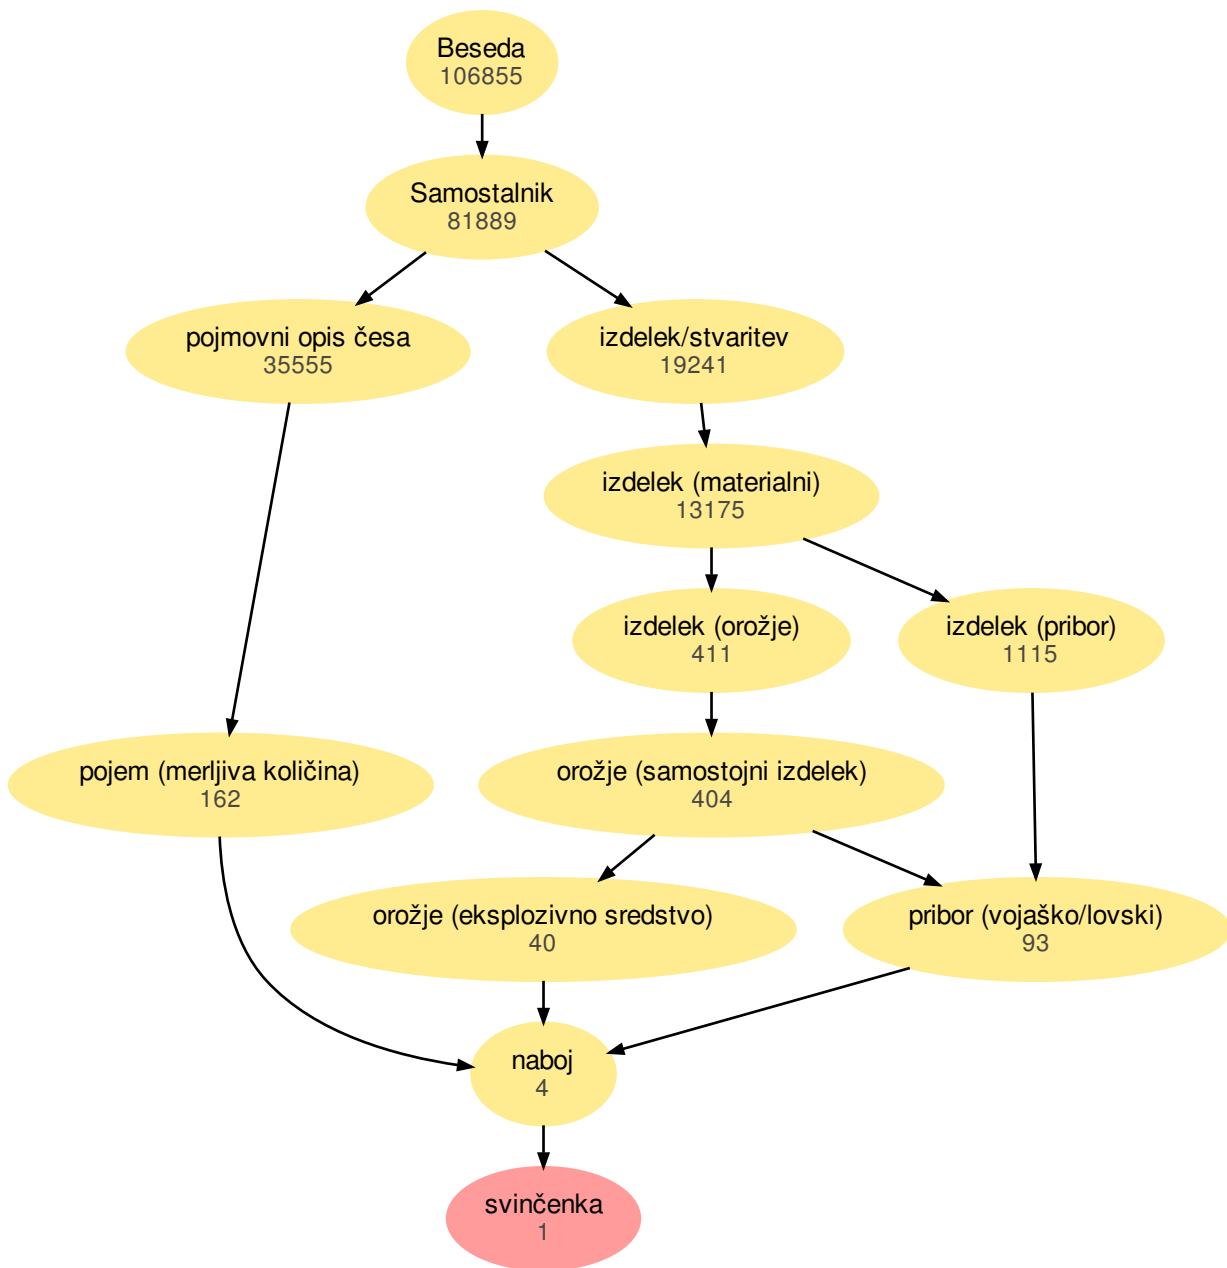 Beseda
106855
Samostalnik
81889
pojmovni opis česa
35555
izdelek/stvaritev
19241
izdelek (materialni)
13175
izdelek (orožje)
411
izdelek (pribor)
1115
pojem (merljiva količina)
162
orožje (samostojni izdelek)
404
orožje (eksplozivno sredstvo)
40
pribor (vojaško/lovski)
93
naboj
4
svinčenka
1